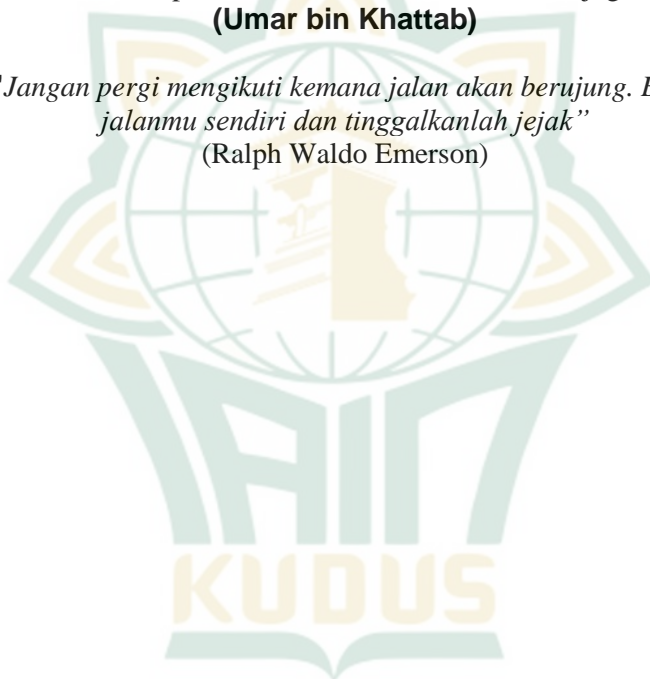 (Umar bin Khattab)
"Jangan pergi mengikuti kemana jalan akan berujung.
jalanmu sendiri dan tinggalkanlah jejak”
(Ralph Waldo Emerson)
IAIN
KUDUS